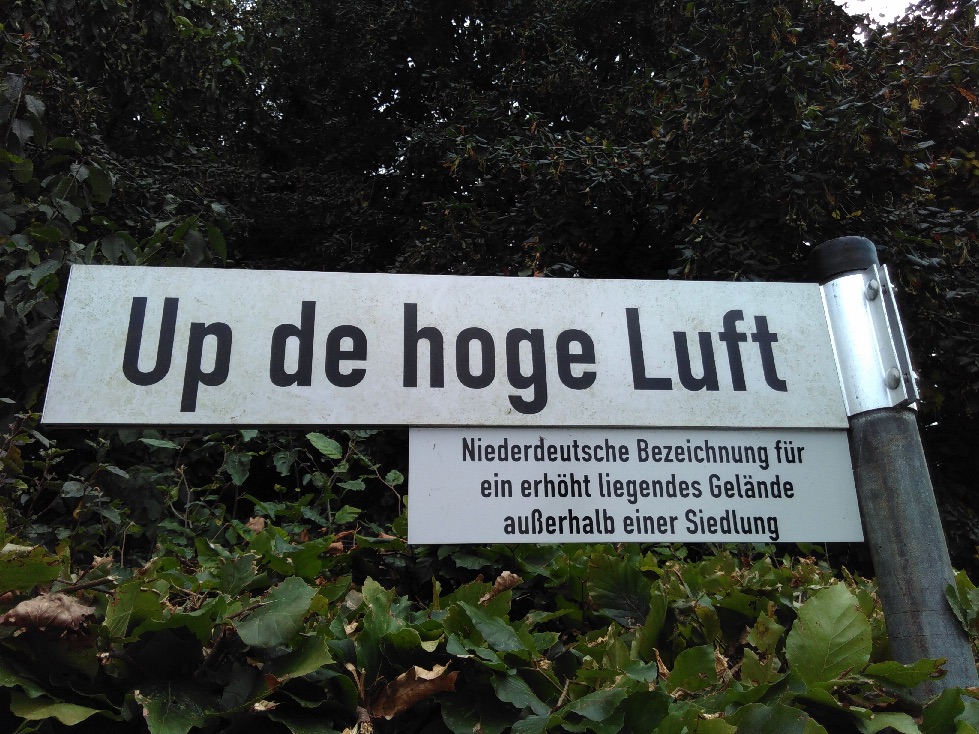 Up de hoge Luft
Niederdeutsche Bezeichnung für
ein erhöht liegendes Gelände
außerhalb einer Siedlung